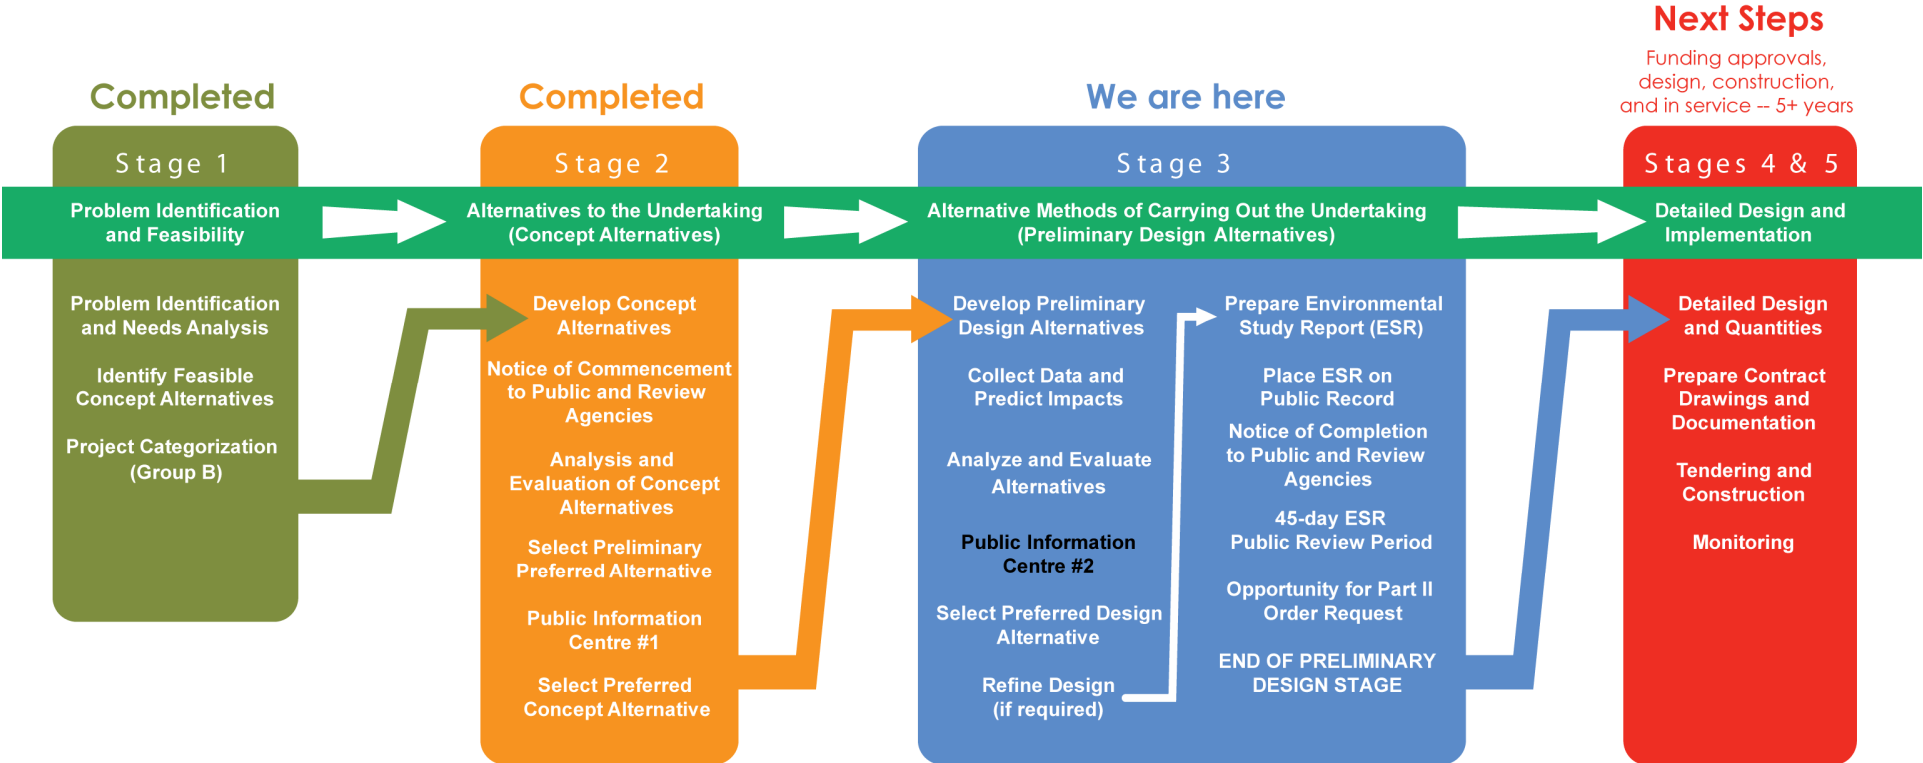 Completed
Stage 1
Problem Identification
and Feasibility
Problem Identification
and Needs Analysis
Identify Feasible
Concept Alternatives
Project Categorization
(Group B)
Completed
Stage 2
Alternatives to the Undertaking
(Concept Alternatives)
Develop Concept
Alternatives
Notice of Commencement
to Public and Review
Agencies
Analysis and
Evaluation of Concept
Alternatives
Select Preliminary
Preferred Alternative
Public Information
Centre #1
Select Preferred
Concept Alternative
We are here
Stage 3
Alternative Methods of Carrying Out the Undertaking
(Preliminary Design Alternatives)
Develop Preliminary
Design Alternatives
Collect Data and
Predict Impacts
Analyze and Evaluate
Alternatives
Public Information
Centre #2
Select Preferred Design
Alternative
Refine Design
(if required)
Prepare Environmental
Study Report (ESR)
Place ESR on
Public Record
Notice of Completion
to Public and Review
Agencies
45-day ESR
Public Review Period
Opportunity for Part II
Order Request
END OF PRELIMINARY
DESIGN STAGE
Next Steps
Funding approvals,
design, construction,
and in service -- 5+ years
Stages 4 & 5
Detailed Design and
Implementation
Detailed Design
and Quantities
Prepare Contract
Drawings and
Documentation
Tendering and
Construction
Monitoring